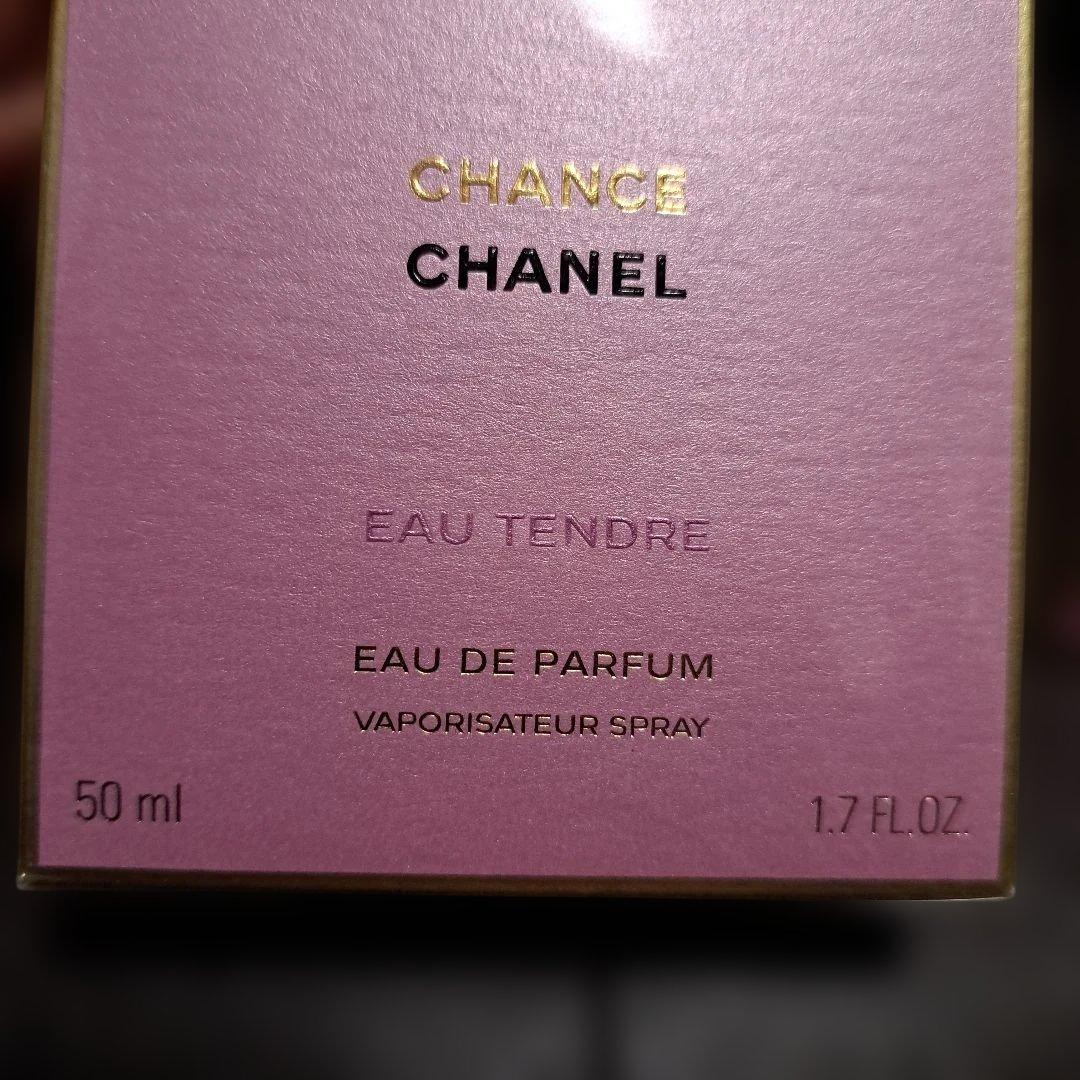 CHANCE
CHANEL
EAU TENDRE
EAU DE PARFUM
VAPORISATEUR SPRAY
50 ml 1.7 FL.OZ.